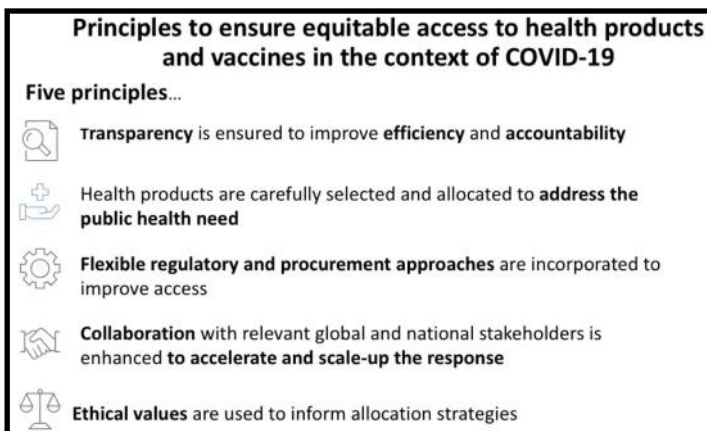 Principles to ensure equitable access to health products
and vaccines in the context of COVID-19
Five principles...
Transparency is ensured to improve efficiency and accountability
Health products are carefully selected and allocated to address the
public health need
Flexible regulatory and procurement approaches are incorporated to
improve access
Collaboration with relevant global and national stakeholders is
enhanced to accelerate and scale-up the response
Ethical values are used to inform allocation strategies